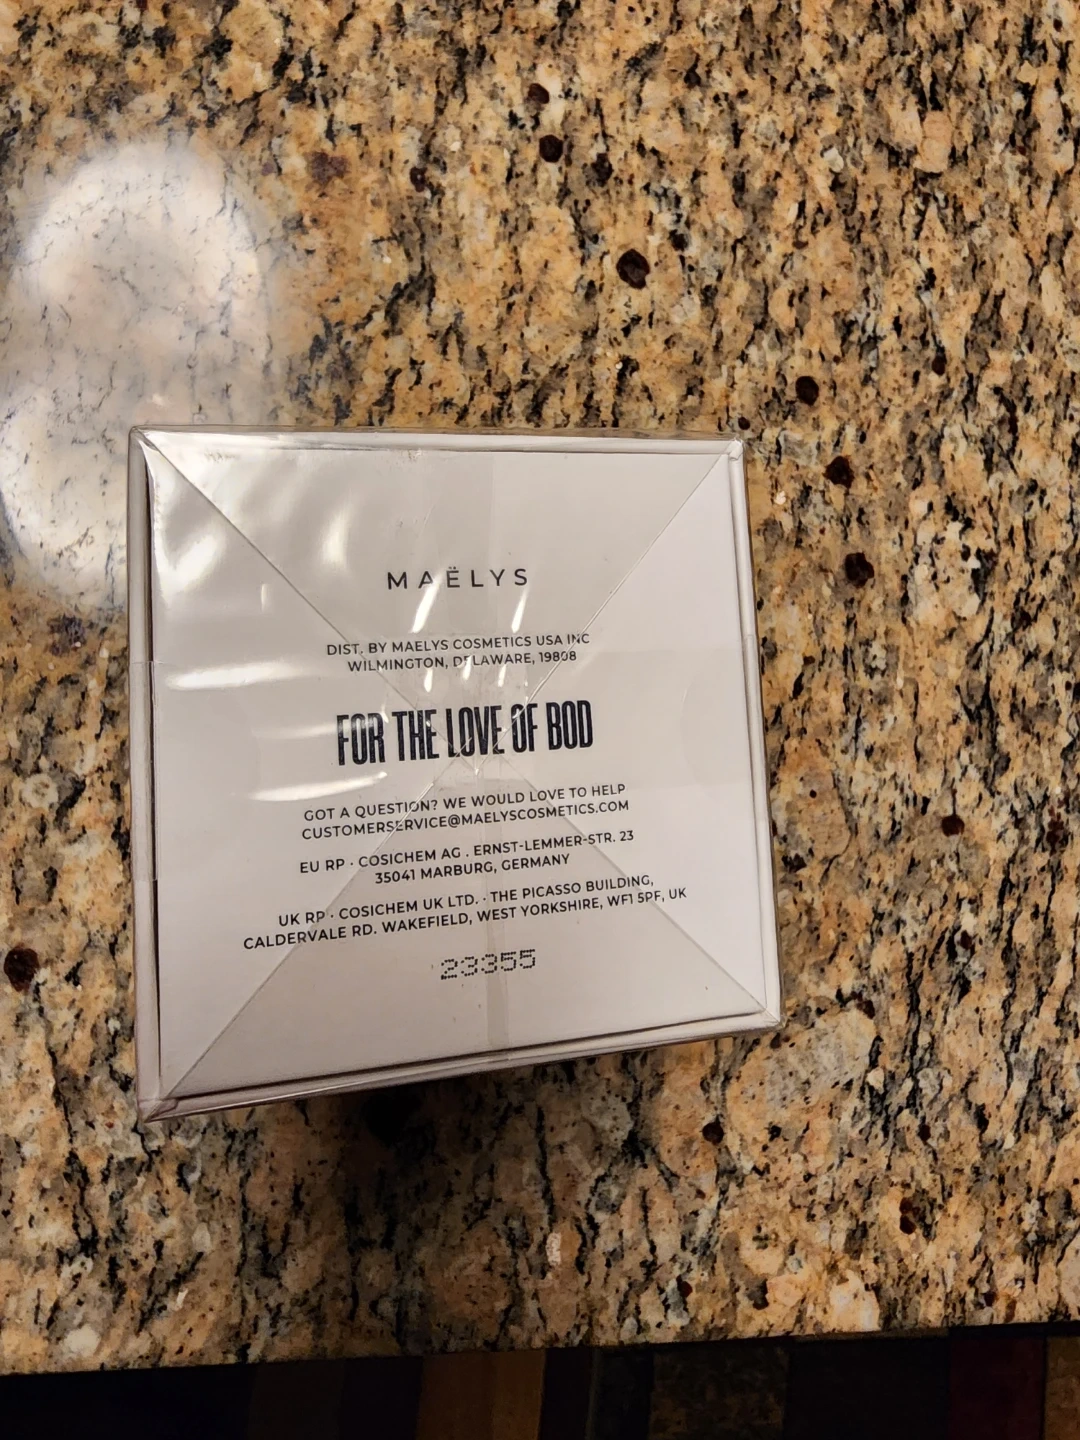 MAËLYS
DIST. BY MAELYS COSMETICS USA INC
WILMINGTON, DELAWARE, 19808
FOR THE LOVE OF BOD
GOT A QUESTION? WE WOULD LOVE TO HELP
CUSTOMERSERVICE@MAELYSCOSMETICS.COM
EU RP · COSICHEM AG . ERNST-LEMMER-STR. 23
35041 MARBURG, GERMANY
UK RP · COSICHEM UK LTD. · THE PICASSO BUILDING,
CALDERVALE RD. WAKEFIELD, WEST YORKSHIRE, WF1 5PF, UK
23355